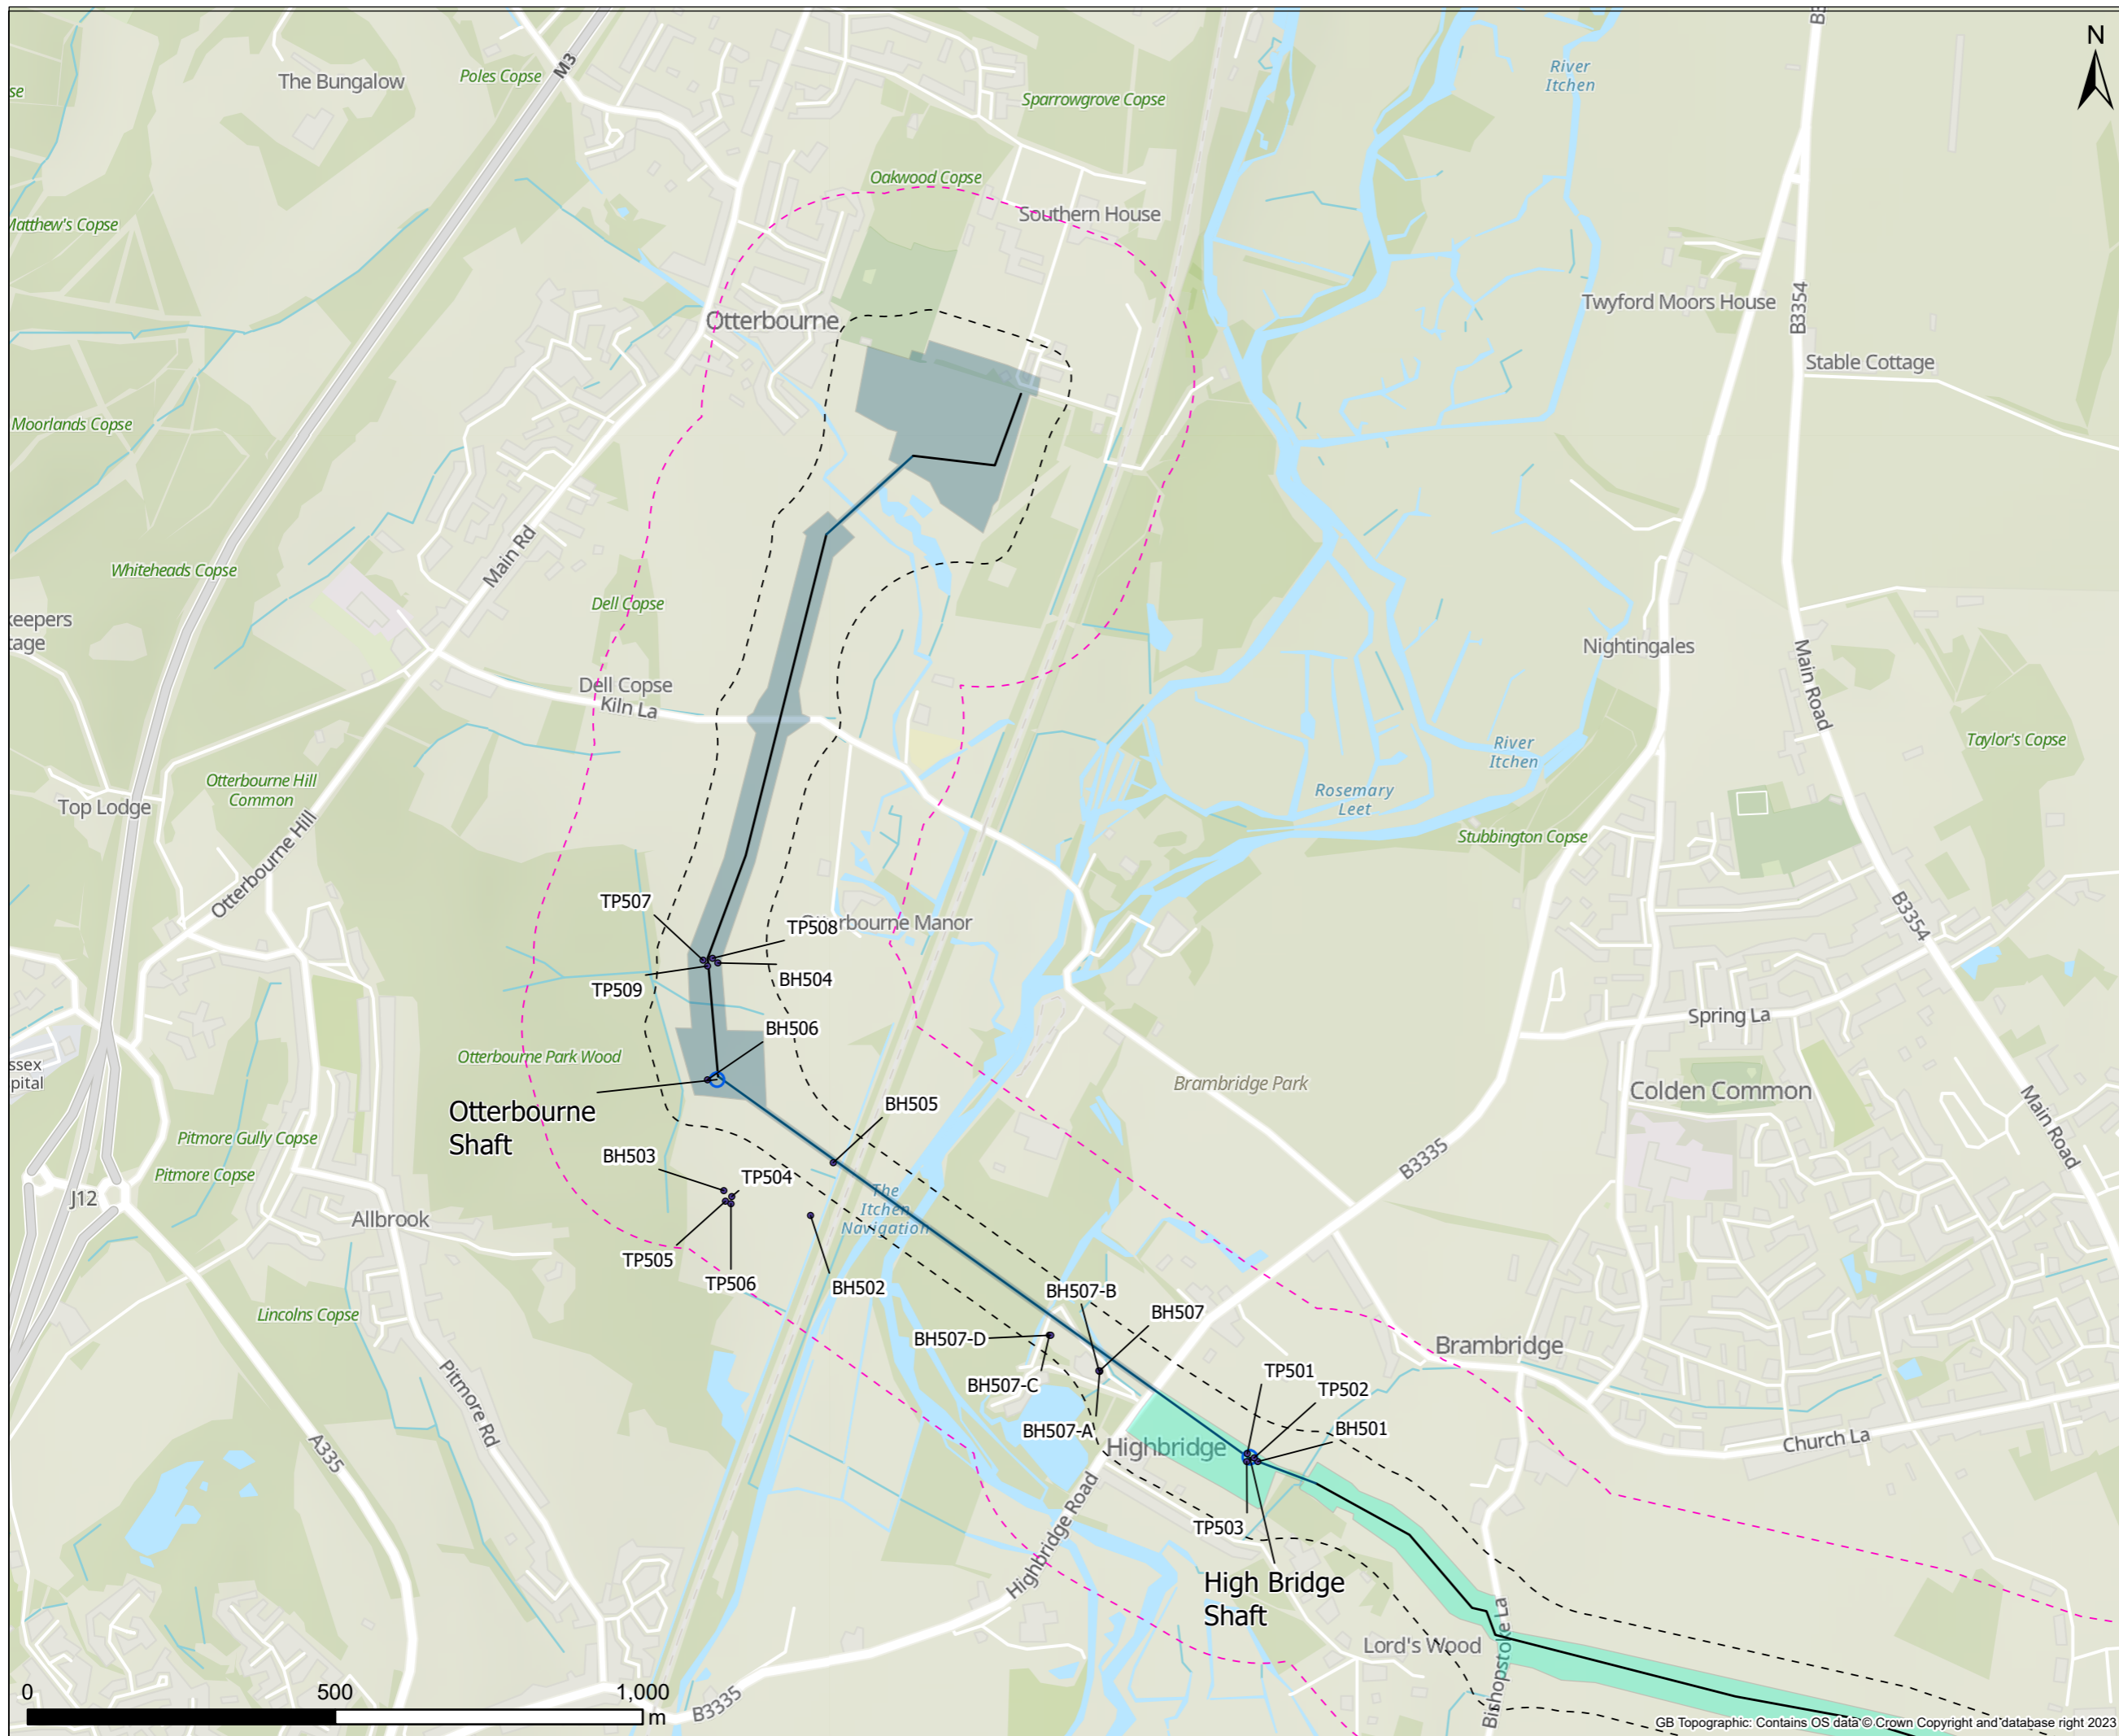 N
The Bungalow
Poles Copse
M3
Sparrowgrove Copse
River
Itchen
se
Oakwood Copse
Southern House
Matthew's Copse
Otterbourne
Twyford Moors House
B3354
Stable Cottage
Moorlands Copse
Main Rd
Whiteheads Copse
Dell Copse
keepers
tage
Nightingales
Main Road
Dell Copse
Kiln La
River
Itchen
Taylor's Copse
Otterbourne Hill
Common
Top Lodge
Rosemary
Leet
Stubbington Copse
Otterbourne Hill
TP507
TP508
Otterbourne Manor
B3354
BH504
TP509
Spring La
BH506
Otterbourne Park Wood
ssex
pital
Brambridge Park
Colden Common
Main Road
Otterbourne
Shaft
BH505
Pitmore Gully Copse
Pitmore Copse
BH503
TP504
B3335
J12
Allbrook
The
Itchen
Navigation
TP505
TP506
BH502
BH507-B
BH507
Lincolns Copse
BH507-D
Brambridge
BH507-C
TP501
TP502
BH507-A
BH501
Pitmore Rd
Highbridge
Church La
A335
TP503
Highbridge Road
High Bridge
Shaft
Lord's Wood
Bishopstoke La
0 500 1,000
m
B3335
GB Topographic: Contains OS data © Crown Copyright and database right 2023